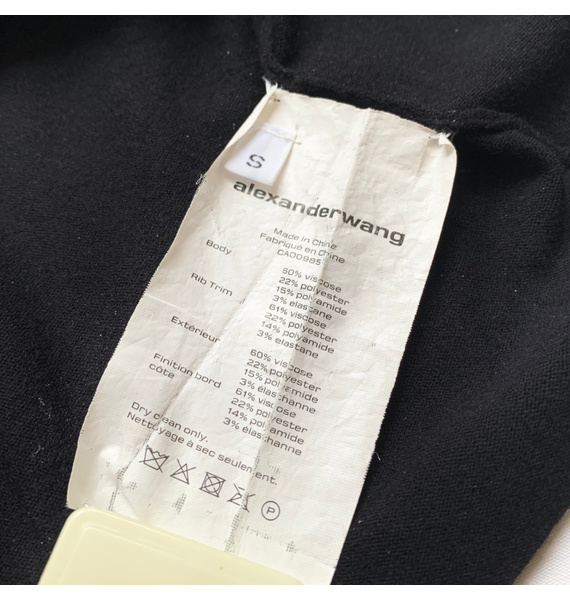 S
alexanderwang
Made in China
Fabriqué en Chine
CA00985
Body
60% viscose
22% polyester
15% polyamide
3% elastane
Rib Trim
61% viscose
22% polyester
14% polyamide
3% elastane
Extérieur
60% viscose
22% polyester
15% polyamide
3% élasthanne
Finition bord
côte
61% viscose
22% polyester
14% polyamide
3% élasthanne
Dry clean only.
Nettoyage à sec seulement.
P